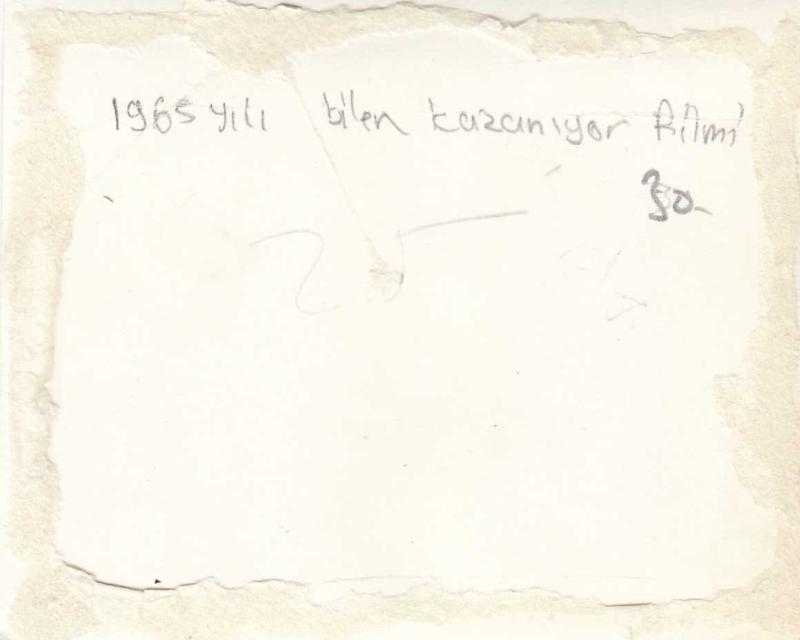 1965 yılı bilen kazanıyor filmi
30-